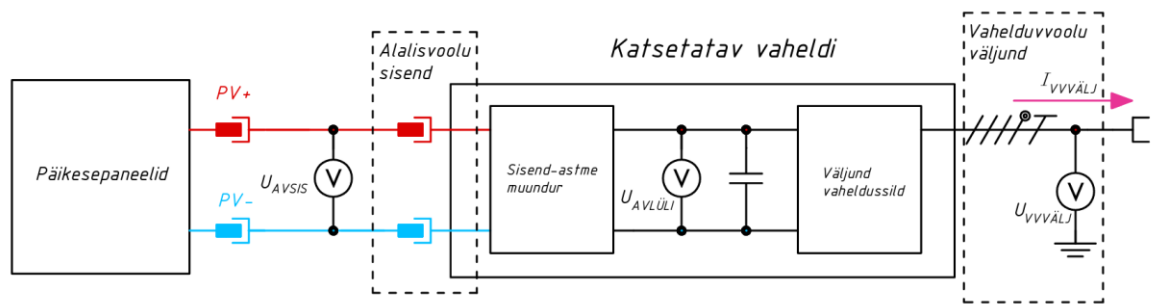 Päikesepaneelid
PV+
PV-
V
U_AVSIS
Alalisvoolu
sisend
Katsetatav vaheldi
Sisend-astme
muundur
V
U_AVLÜLI
Väljund
vaheldussild
Vahelduvvoolu
väljund
I_VVVÄLJ
V
U_VVVÄLJ